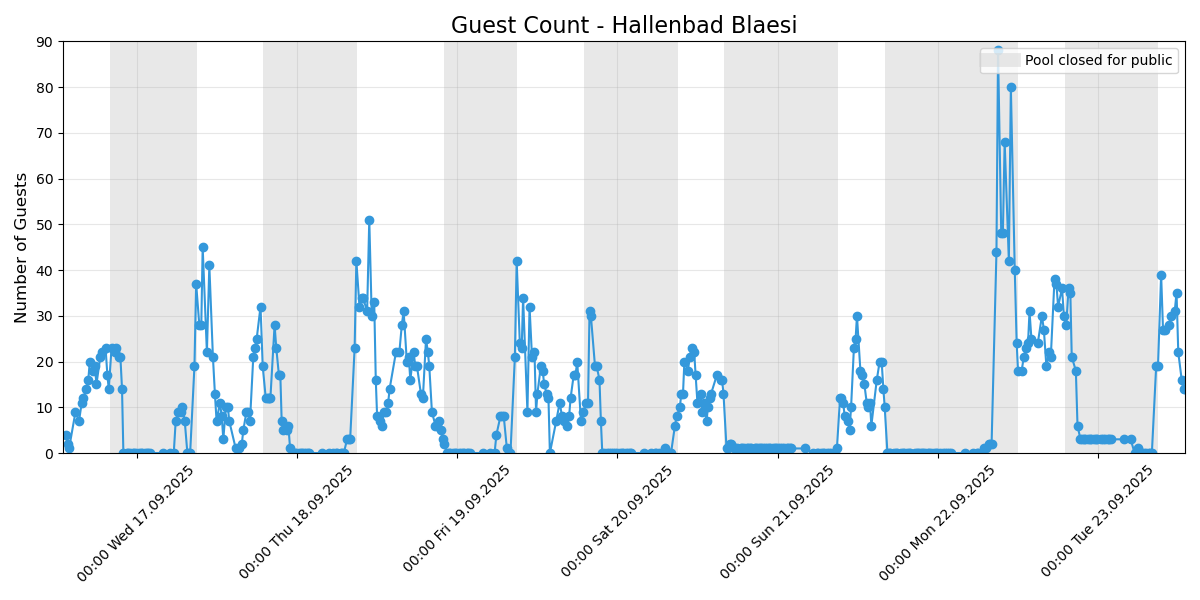 Guest Count - Hallenbad Blaesi
Pool closed for public
Number of Guests
90
80
70
60
50
40
30
20
10
0
00:00 Wed 17.09.2025
00:00 Thu 18.09.2025
00:00 Fri 19.09.2025
00:00 Sat 20.09.2025
00:00 Sun 21.09.2025
00:00 Mon 22.09.2025
00:00 Tue 23.09.2025